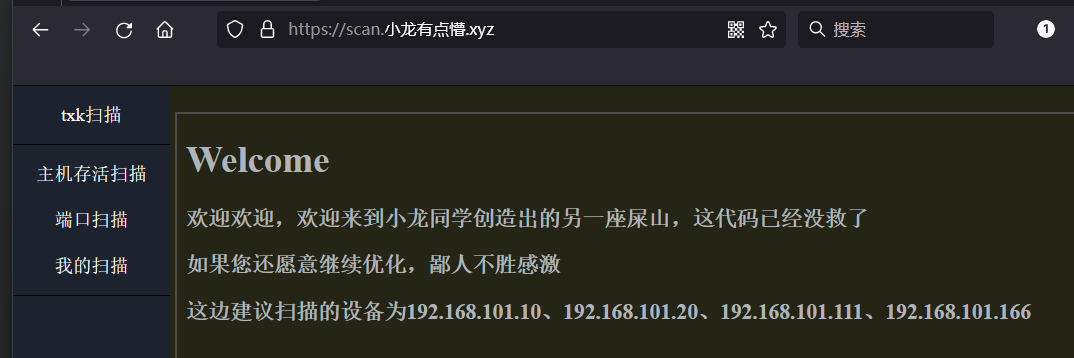 https://scan.小龙有点懵.xyz
搜索
1
txk扫描
主机存活扫描
端口扫描
我的扫描
Welcome
欢迎欢迎，欢迎来到小龙同学创造出的另一座屎山，这代码已经没救了
如果您还愿意继续优化，鄙人不胜感激
这边建议扫描的设备为192.168.101.10、192.168.101.20、192.168.101.111、192.168.101.166